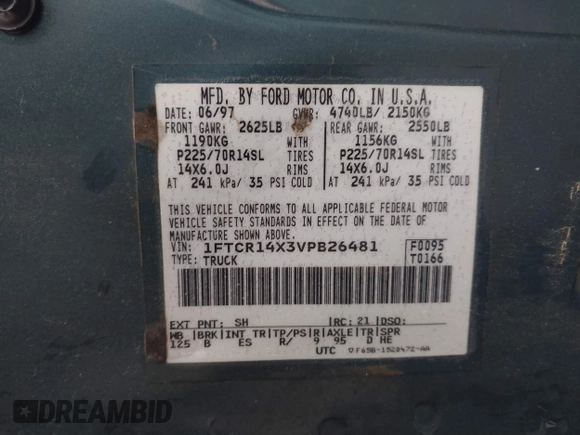 MFD. BY FORD MOTOR CO. IN U.S.A.
DATE: 06/97 GVWR: 4740LB/ 2150KG
FRONT GAWR: 2625LB REAR GAWR: 2550LB
1190KG WITH 1156KG WITH
P225/70R14SL TIRES P225/70R14SL TIRES
14X6.0J RIMS 14X6.0J RIMS
AT 241 kPa/ 35 PSI COLD AT 241 kPa/ 35 PSI COLD
THIS VEHICLE CONFORMS TO ALL APPLICABLE FEDERAL MOTOR
VEHICLE SAFETY STANDARDS IN EFFECT ON THE DATE OF
MANUFACTURE SHOWN ABOVE.
VIN: 1FTCR14X3VPB26481 F0095
TYPE: TRUCK T0166
EXT PNT: SH RC: 21 DSO:
WB BRK INT TR TP/PS R AXLE TR SPR
125 B ES R/ 9 95 D HE
UTC F65B-1520472-AA
DREAMBID